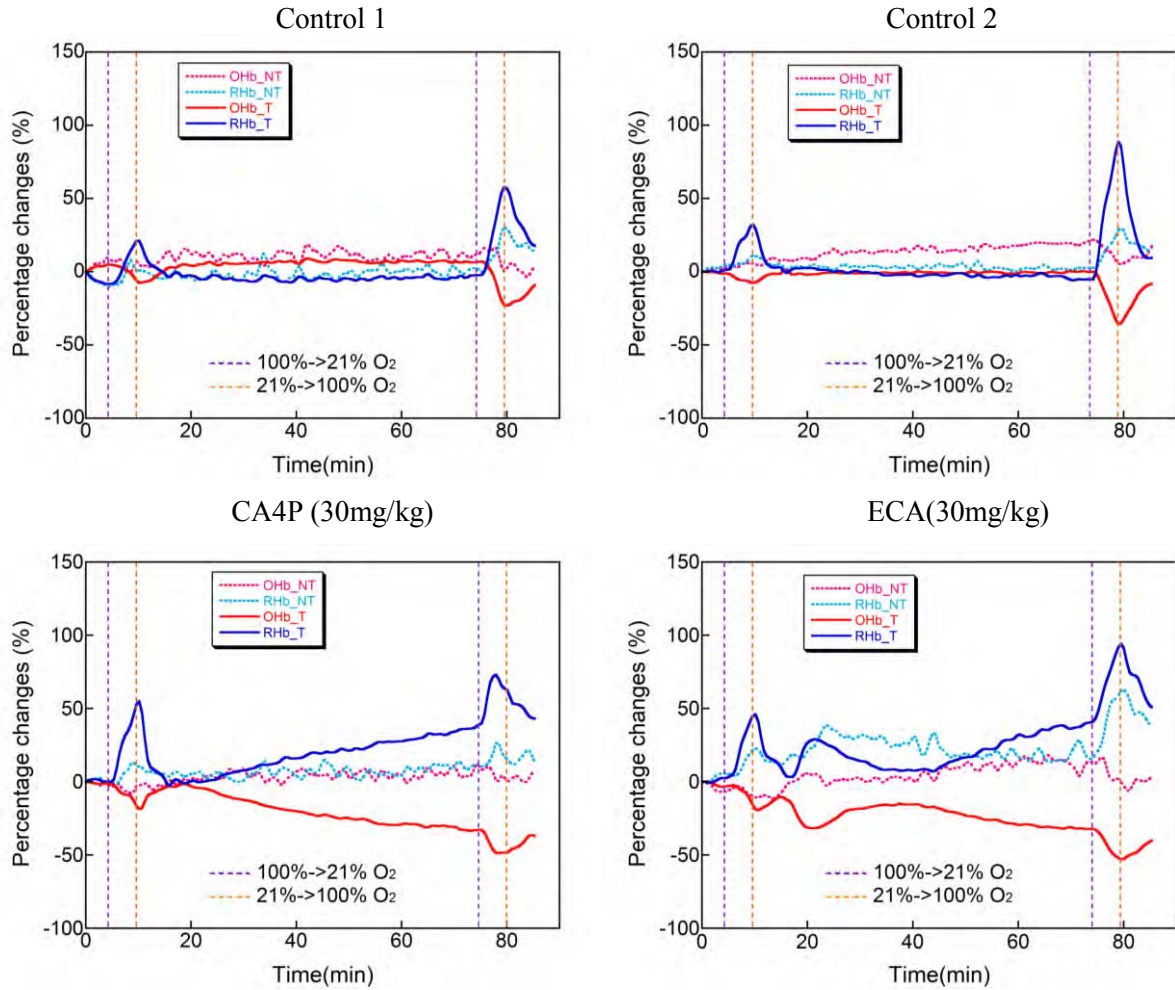 Control 1
150
100
50
0
-50
-100
Percentage changes (%)
OHb_NT
RHb_NT
OHb_T
RHb_T
100%->21% O₂
21%->100% O₂
0 20 40 60 80
Time(min)
Control 2
150
100
50
0
-50
-100
Percentage changes (%)
OHb_NT
RHb_NT
OHb_T
RHb_T
100%->21% O₂
21%->100% O₂
0 20 40 60 80
Time(min)
CA4P (30mg/kg)
150
100
50
0
-50
-100
Percentage changes (%)
OHb_NT
RHb_NT
OHb_T
RHb_T
100%->21% O₂
21%->100% O₂
0 20 40 60 80
Time(min)
ECA(30mg/kg)
150
100
50
0
-50
-100
Percentage changes (%)
OHb_NT
RHb_NT
OHb_T
RHb_T
100%->21% O₂
21%->100% O₂
0 20 40 60 80
Time(min)